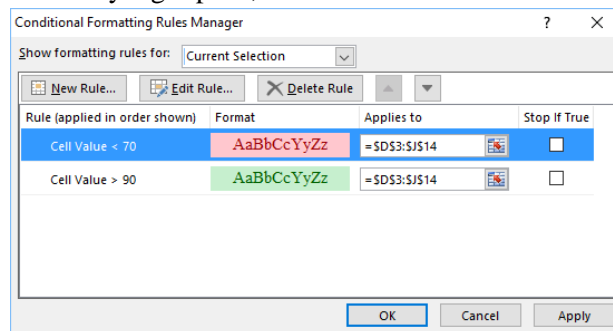 Conditional Formatting Rules Manager ? X
Show formatting rules for: Current Selection
New Rule... Edit Rule... Delete Rule
Rule (applied in order shown) Format Applies to Stop If True
Cell Value < 70 AaBbCcYyZz =$D$3:$J$14
Cell Value > 90 AaBbCcYyZz =$D$3:$J$14
OK Cancel Apply